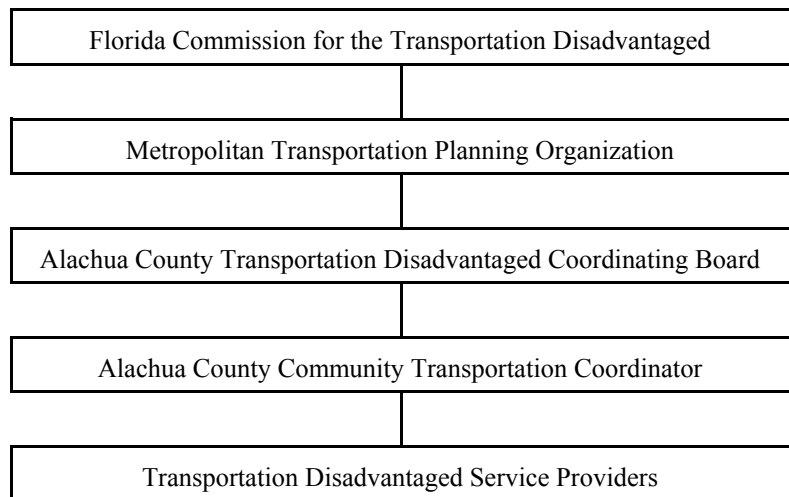 Florida Commission for the Transportation Disadvantaged
Metropolitan Transportation Planning Organization
Alachua County Transportation Disadvantaged Coordinating Board
Alachua County Community Transportation Coordinator
Transportation Disadvantaged Service Providers